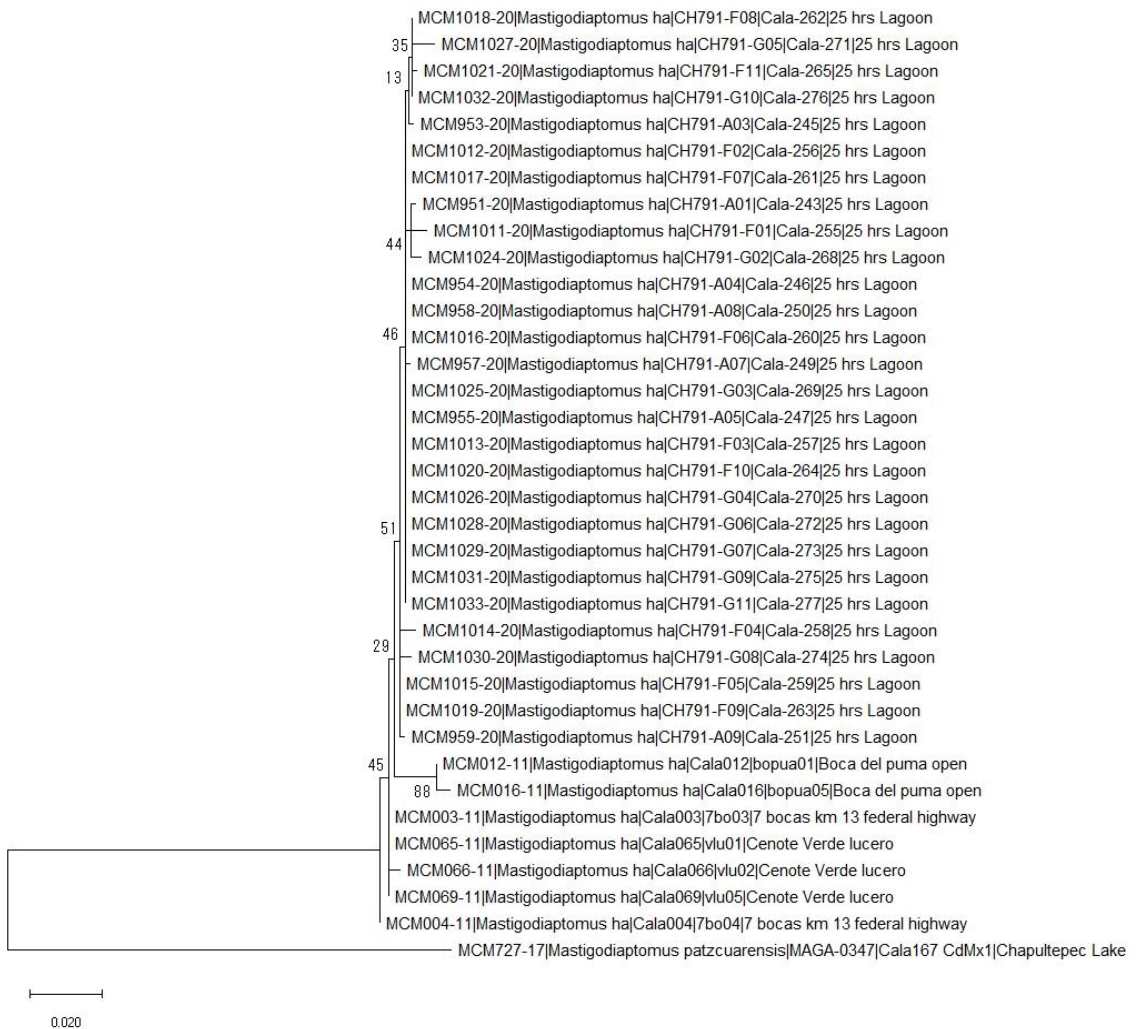 MCM1018-20|Mastigodiaptomus ha|CH791-F08|Cala-262|25 hrs Lagoon
35
MCM1027-20|Mastigodiaptomus ha|CH791-G05|Cala-271|25 hrs Lagoon
13
MCM1021-20|Mastigodiaptomus ha|CH791-F11|Cala-265|25 hrs Lagoon
MCM1032-20|Mastigodiaptomus ha|CH791-G10|Cala-276|25 hrs Lagoon
MCM953-20|Mastigodiaptomus ha|CH791-A03|Cala-245|25 hrs Lagoon
MCM1012-20|Mastigodiaptomus ha|CH791-F02|Cala-256|25 hrs Lagoon
MCM1017-20|Mastigodiaptomus ha|CH791-F07|Cala-261|25 hrs Lagoon
MCM951-20|Mastigodiaptomus ha|CH791-A01|Cala-243|25 hrs Lagoon
MCM1011-20|Mastigodiaptomus ha|CH791-F01|Cala-255|25 hrs Lagoon
44
MCM1024-20|Mastigodiaptomus ha|CH791-G02|Cala-268|25 hrs Lagoon
MCM954-20|Mastigodiaptomus ha|CH791-A04|Cala-246|25 hrs Lagoon
MCM958-20|Mastigodiaptomus ha|CH791-A08|Cala-250|25 hrs Lagoon
46
MCM1016-20|Mastigodiaptomus ha|CH791-F06|Cala-260|25 hrs Lagoon
MCM957-20|Mastigodiaptomus ha|CH791-A07|Cala-249|25 hrs Lagoon
MCM1025-20|Mastigodiaptomus ha|CH791-G03|Cala-269|25 hrs Lagoon
MCM955-20|Mastigodiaptomus ha|CH791-A05|Cala-247|25 hrs Lagoon
MCM1013-20|Mastigodiaptomus ha|CH791-F03|Cala-257|25 hrs Lagoon
MCM1020-20|Mastigodiaptomus ha|CH791-F10|Cala-264|25 hrs Lagoon
MCM1026-20|Mastigodiaptomus ha|CH791-G04|Cala-270|25 hrs Lagoon
51
MCM1028-20|Mastigodiaptomus ha|CH791-G06|Cala-272|25 hrs Lagoon
MCM1029-20|Mastigodiaptomus ha|CH791-G07|Cala-273|25 hrs Lagoon
MCM1031-20|Mastigodiaptomus ha|CH791-G09|Cala-275|25 hrs Lagoon
MCM1033-20|Mastigodiaptomus ha|CH791-G11|Cala-277|25 hrs Lagoon
MCM1014-20|Mastigodiaptomus ha|CH791-F04|Cala-258|25 hrs Lagoon
29
MCM1030-20|Mastigodiaptomus ha|CH791-G08|Cala-274|25 hrs Lagoon
MCM1015-20|Mastigodiaptomus ha|CH791-F05|Cala-259|25 hrs Lagoon
MCM1019-20|Mastigodiaptomus ha|CH791-F09|Cala-263|25 hrs Lagoon
MCM959-20|Mastigodiaptomus ha|CH791-A09|Cala-251|25 hrs Lagoon
45
MCM012-11|Mastigodiaptomus ha|Cala012|bopua01|Boca del puma open
88
MCM016-11|Mastigodiaptomus ha|Cala016|bopua05|Boca del puma open
MCM003-11|Mastigodiaptomus ha|Cala003|7bo03|7 bocas km 13 federal highway
MCM065-11|Mastigodiaptomus ha|Cala065|vlu01|Cenote Verde lucero
MCM066-11|Mastigodiaptomus ha|Cala066|vlu02|Cenote Verde lucero
MCM069-11|Mastigodiaptomus ha|Cala069|vlu05|Cenote Verde lucero
MCM004-11|Mastigodiaptomus ha|Cala004|7bo04|7 bocas km 13 federal highway
MCM727-17|Mastigodiaptomus patzcuarensis|MAGA-0347|Cala167 CdMx1|Chapultepec Lake
0.020